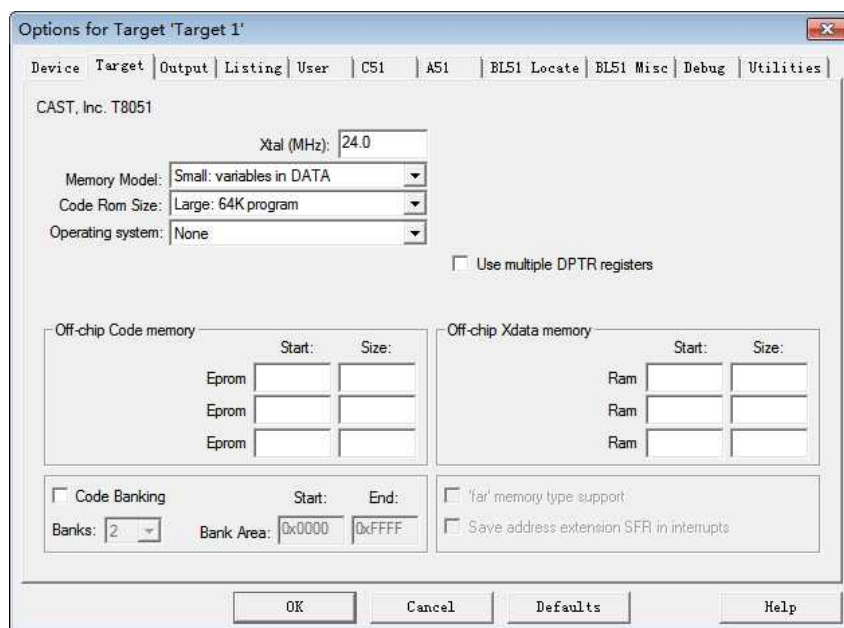 Options for Target 'Target 1'
Device Target Output Listing User C51 A51 BL51 Locate BL51 Misc Debug Utilities
CAST, Inc. T8051
Xtal (MHz): 24.0
Memory Model: Small: variables in DATA
Code Rom Size: Large: 64K program
Operating system: None
Use multiple DPTR registers
Off-chip Code memory
Start: Size:
Eprom
Eprom
Eprom
Off-chip Xdata memory
Start: Size:
Ram
Ram
Ram
Code Banking Start: End:
Banks: 2 Bank Area: 0x0000 0xFFFF
'far' memory type support
Save address extension SFR in interrupts
OK Cancel Defaults Help